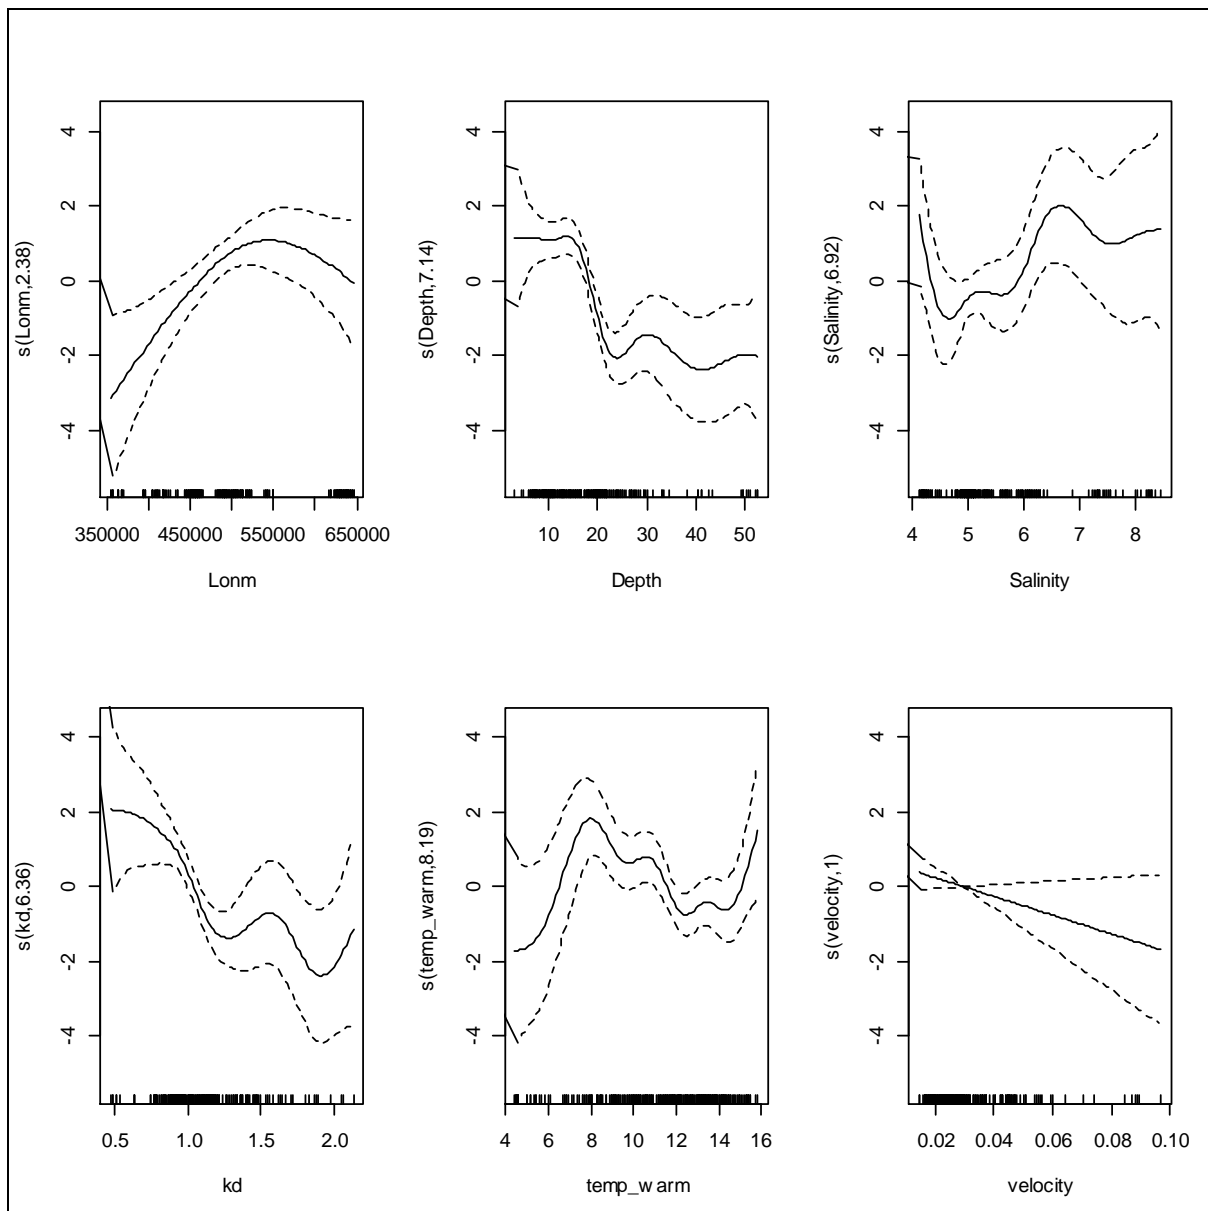 4
2
0
-2
-4
s(Lonm,2.38)
350000 450000 550000 650000
Lonm
4
2
0
-2
-4
s(Depth,7.14)
10 20 30 40 50
Depth
4
2
0
-2
-4
s(Salinity,6.92)
4 5 6 7 8
Salinity
4
2
0
-2
-4
s(kd,6.36)
0.5 1.0 1.5 2.0
kd
4
2
0
-2
-4
s(temp_warm,8.19)
4 6 8 10 12 14 16
temp_warm
4
2
0
-2
-4
s(velocity,1)
0.02 0.04 0.06 0.08 0.10
velocity